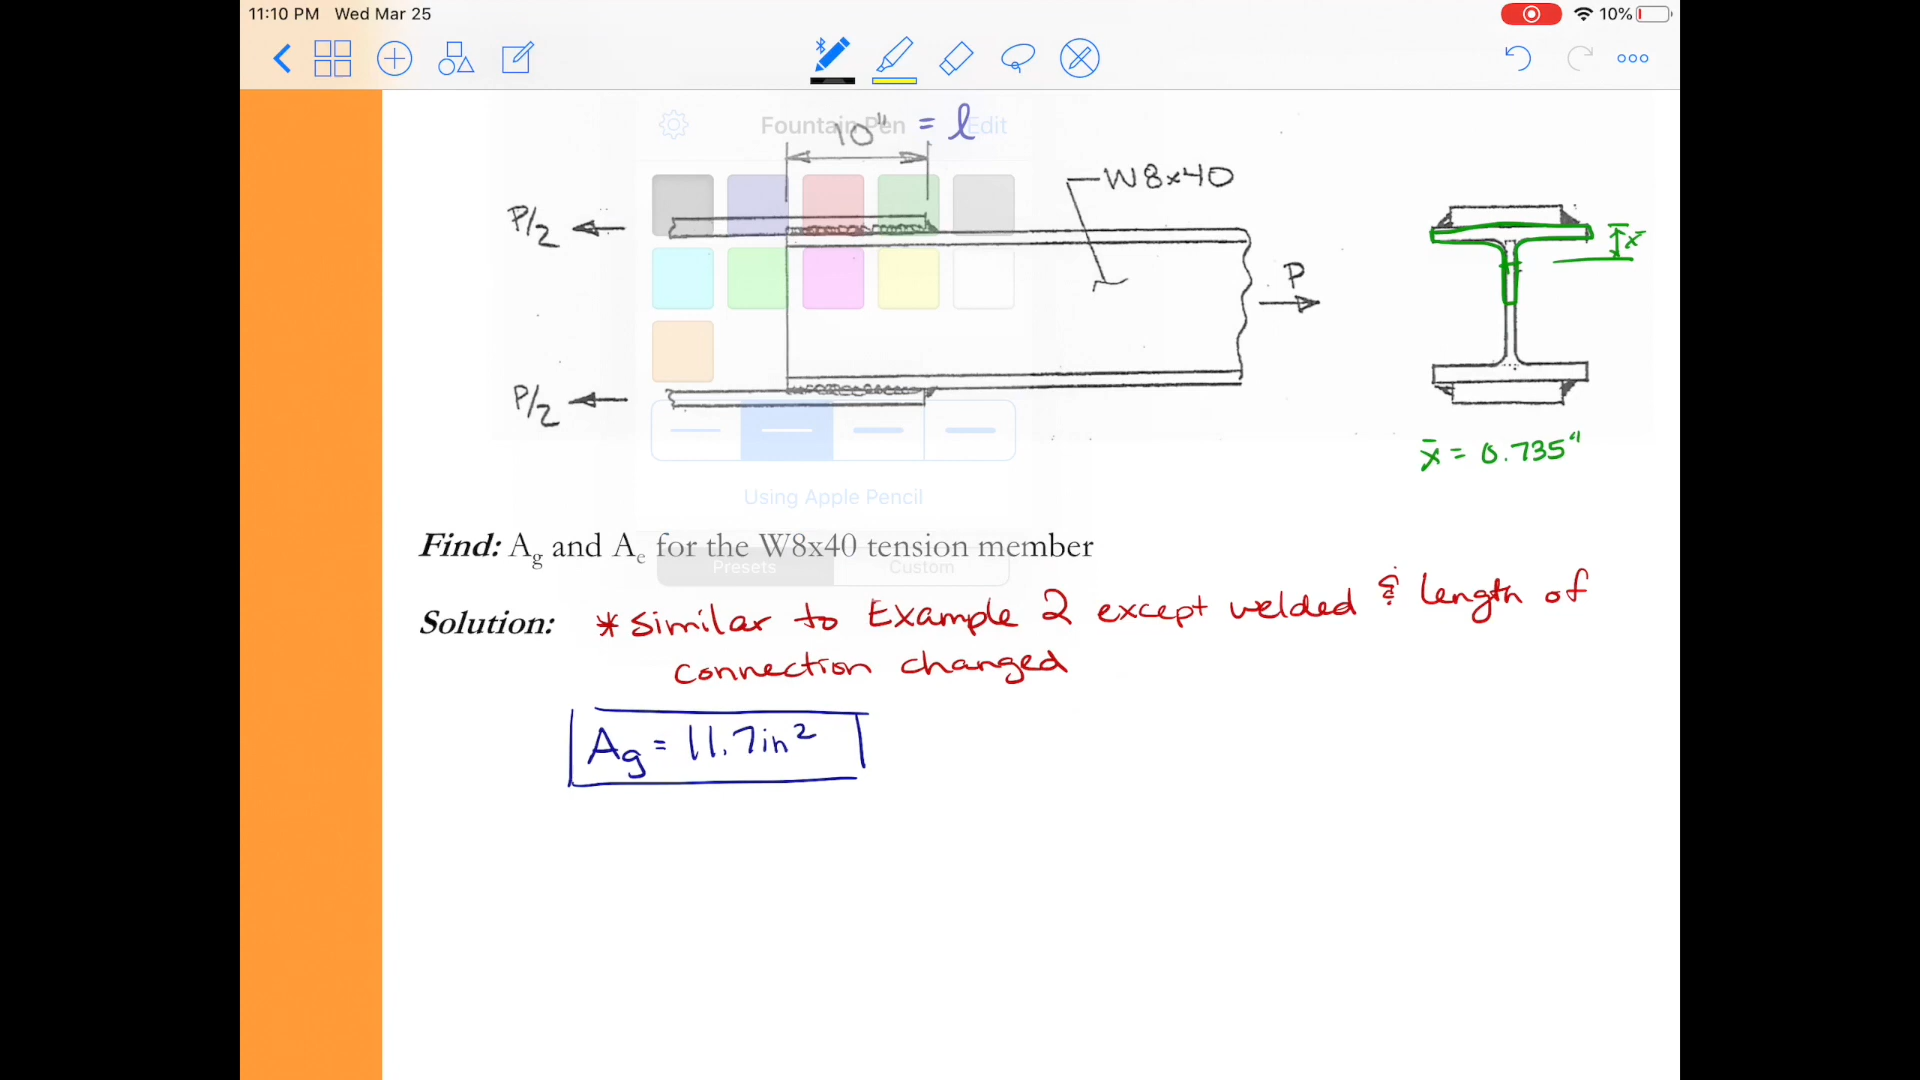 11:10 PM Wed Mar 25
10%
Fountain Pen
Edit
10" = l
W8x40
P/2
x̄
P
P/2
x̄ = 0.735"
Using Apple Pencil
Find: Ag and Ae for the W8x40 tension member
Presets
Custom
Solution: * Similar to Example 2 except welded & length of
connection changed
Ag = 11.7in²